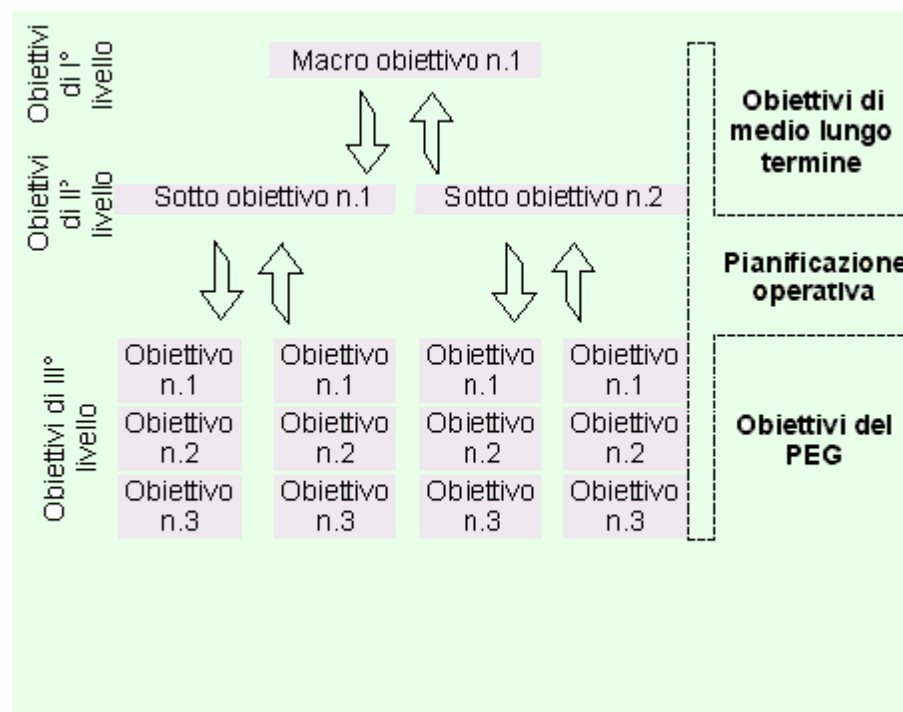 Obiettivi
di I°
livello
Macro obiettivo n.1
Obiettivi di
medio lungo
termine
Obiettivi
di II°
livello
Sotto obiettivo n.1
Sotto obiettivo n.2
Pianificazione
operativa
Obiettivi di III°
livello
Obiettivo
n.1
Obiettivo
n.1
Obiettivo
n.1
Obiettivo
n.1
Obiettivo
n.2
Obiettivo
n.2
Obiettivo
n.2
Obiettivo
n.2
Obiettivo
n.3
Obiettivo
n.3
Obiettivo
n.3
Obiettivo
n.3
Obiettivi del
PEG